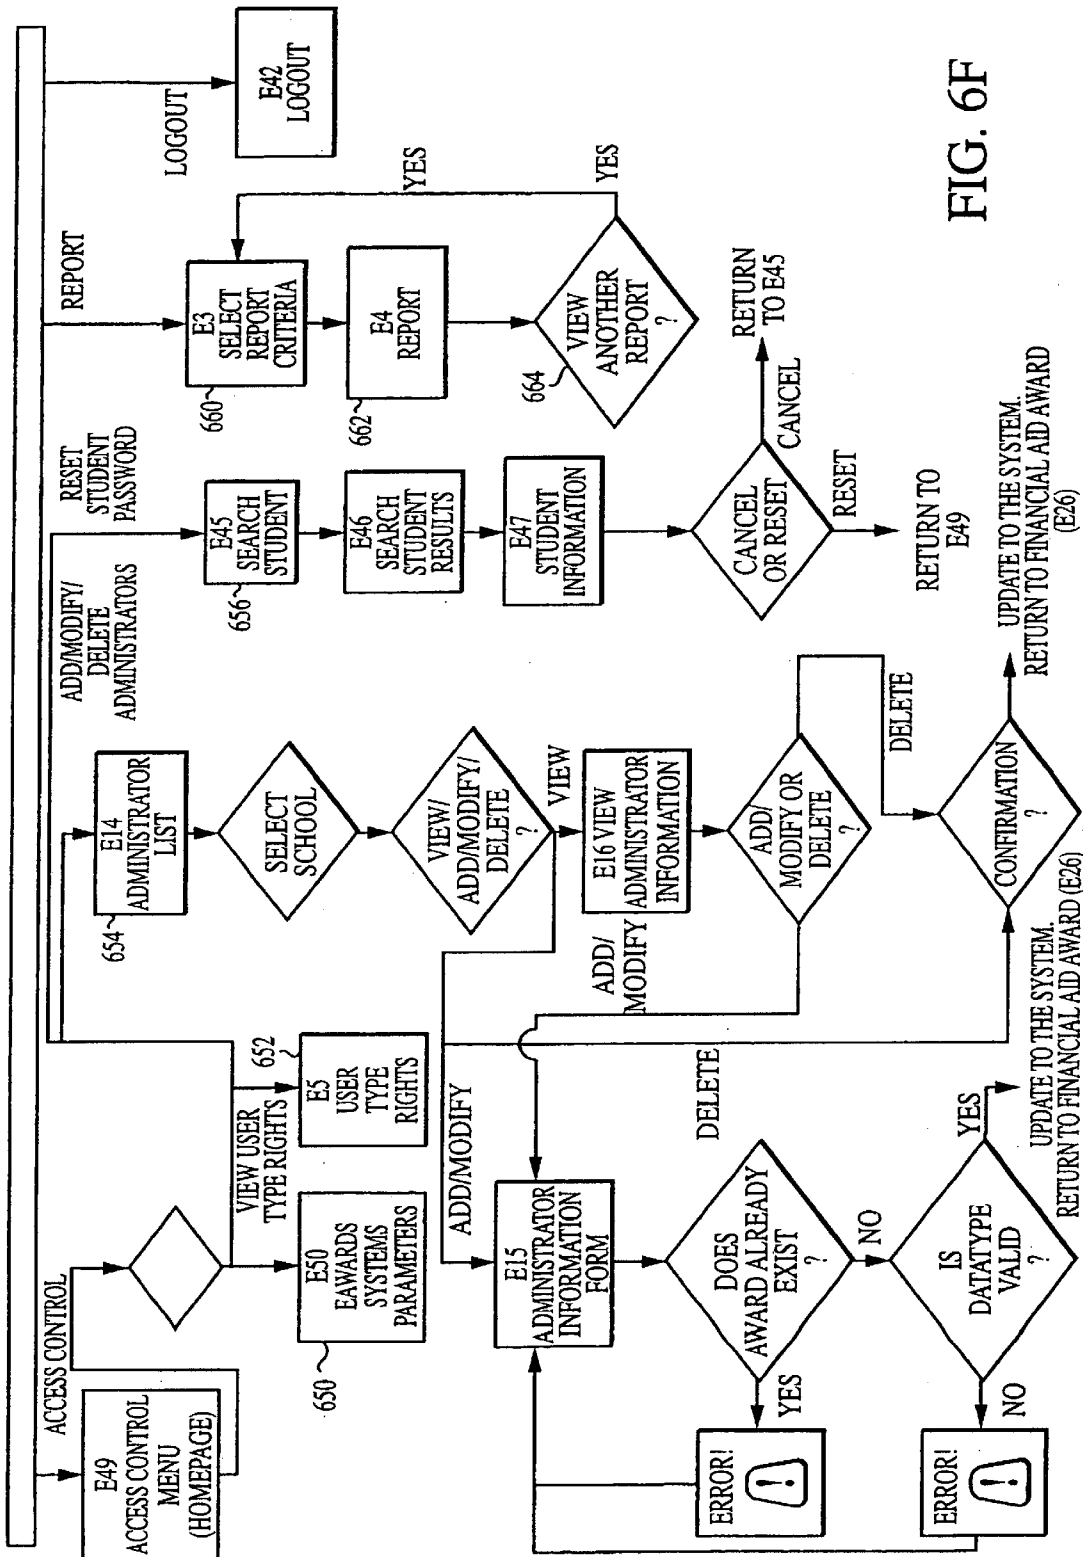 ACCESS CONTROL
E49
ACCESS CONTROL
MENU
(HOMEPAGE)
VIEW USER
TYPE RIGHTS
E50
EAWARDS
SYSTEMS
PARAMETERS
650
E5
USER
TYPE
RIGHTS
652
ADD/MODIFY/
DELETE
ADMINISTRATORS
E14
ADMINISTRATOR
LIST
654
SELECT
SCHOOL
VIEW/
ADD/MODIFY/
DELETE
?
VIEW
E16 VIEW
ADMINISTRATOR
INFORMATION
ADD/
MODIFY
ADD/
MODIFY OR
DELETE
?
DELETE
CONFIRMATION
?
UPDATE TO THE SYSTEM.
RETURN TO FINANCIAL AID AWARD
(E26)
ADD/MODIFY
DELETE
E15
ADMINISTRATOR
INFORMATION
FORM
DOES
AWARD ALREADY
EXIST
?
YES
ERROR!
!
NO
IS
DATATYPE
VALID
?
NO
ERROR!
!
YES
UPDATE TO THE SYSTEM.
RETURN TO FINANCIAL AID AWARD (E26)
RESET
STUDENT
PASSWORD
E45
SEARCH
STUDENT
656
E46
SEARCH
STUDENT
RESULTS
E47
STUDENT
INFORMATION
CANCEL
OR RESET
CANCEL
RETURN
TO E45
RESET
RETURN TO
E49
REPORT
E3
SELECT
REPORT
CRITERIA
660
E4
REPORT
662
VIEW
ANOTHER
REPORT
?
664
YES
YES
LOGOUT
E42
LOGOUT
FIG. 6F